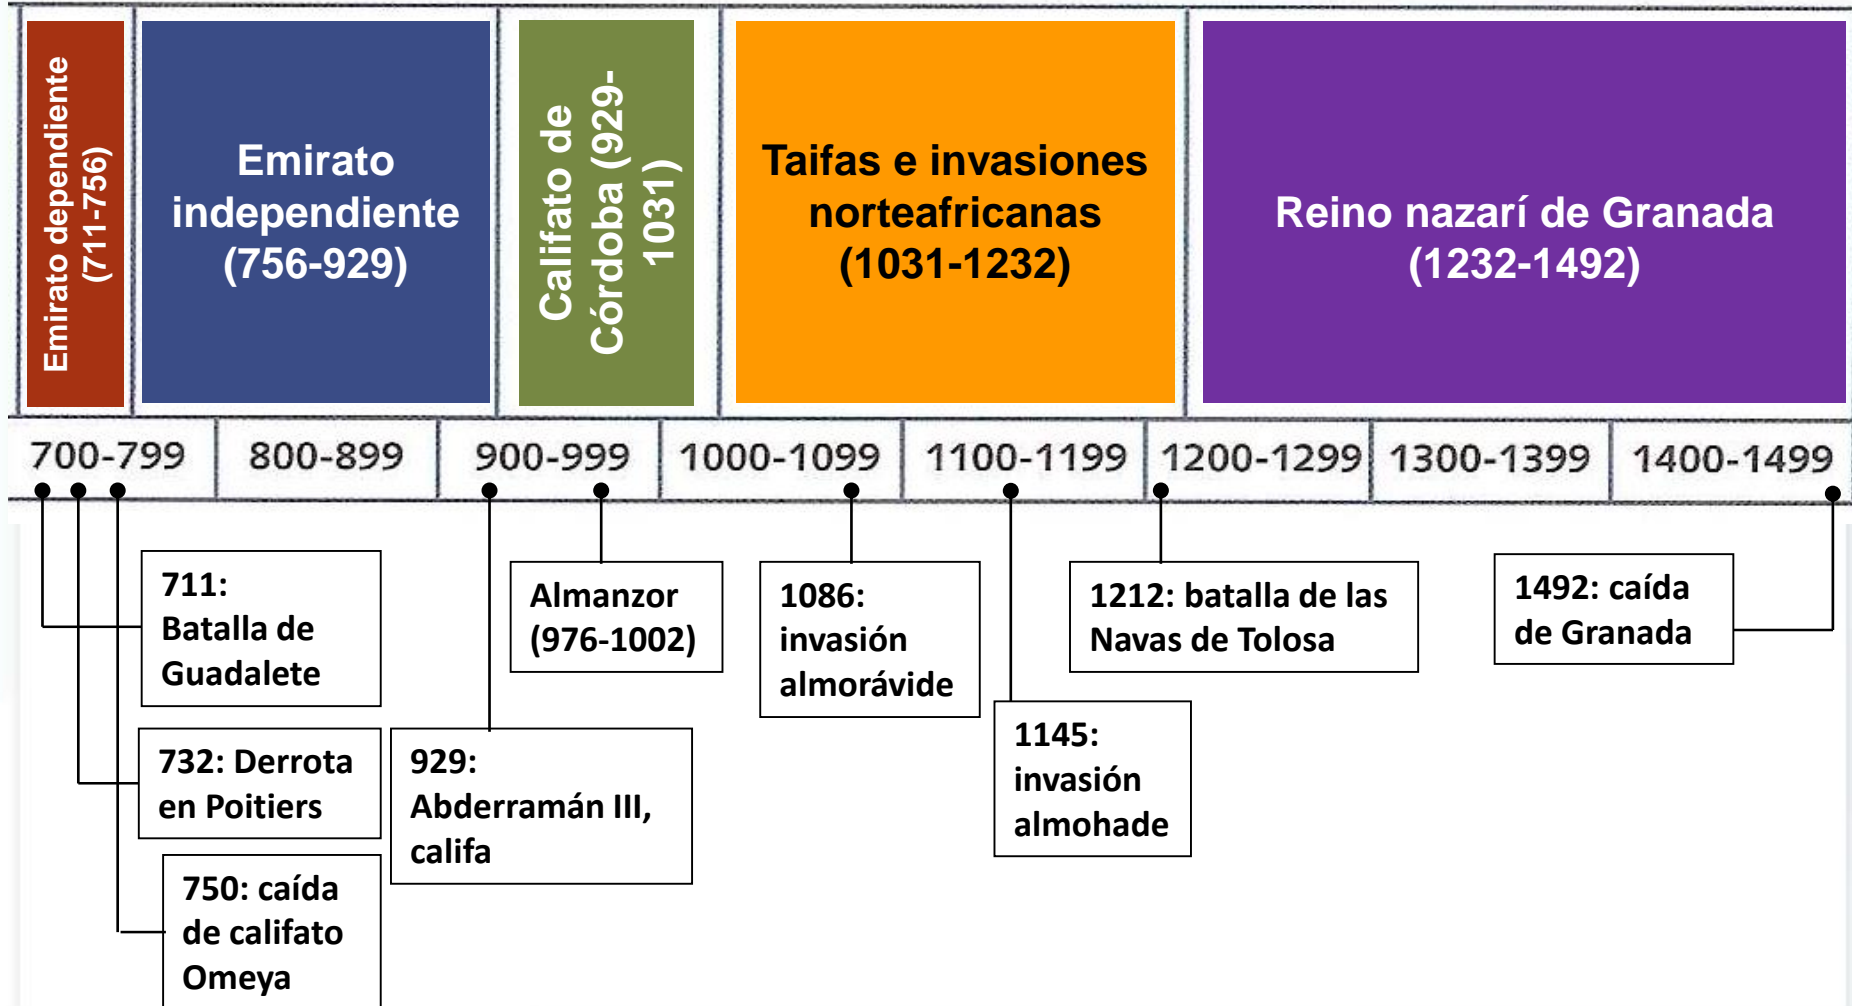 Emirato dependiente
(711-756)
Emirato
independiente
(756-929)
Califato de
Córdoba (929-
1031)
Taifas e invasiones
norteafricanas
(1031-1232)
Reino nazarí de Granada
(1232-1492)
700-799
800-899
900-999
1000-1099
1100-1199
1200-1299
1300-1399
1400-1499
711:
Batalla de
Guadalete
732: Derrota
en Poitiers
750: caída
de califato
Omeya
929:
Abderramán III,
califa
Almanzor
(976-1002)
1086:
invasión
almorávide
1145:
invasión
almohade
1212: batalla de las
Navas de Tolosa
1492: caída
de Granada